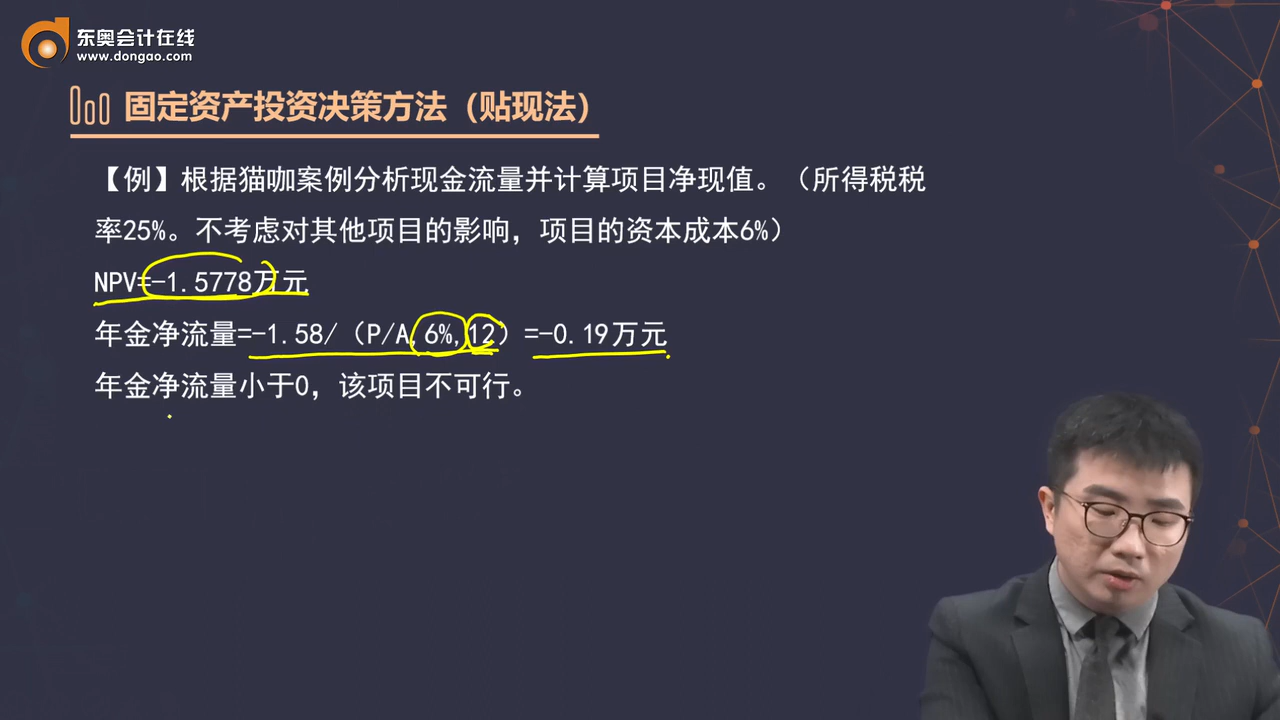 东奥会计在线
www.dongao.com
固定资产投资决策方法（贴现法）
【例】根据猫咖案例分析现金流量并计算项目净现值。（所得税税
率25%。不考虑对其他项目的影响，项目的资本成本6%）
NPV=-1.5778万元
年金净流量=-1.58/（P/A,6%,12）=-0.19万元
年金净流量小于0，该项目不可行。